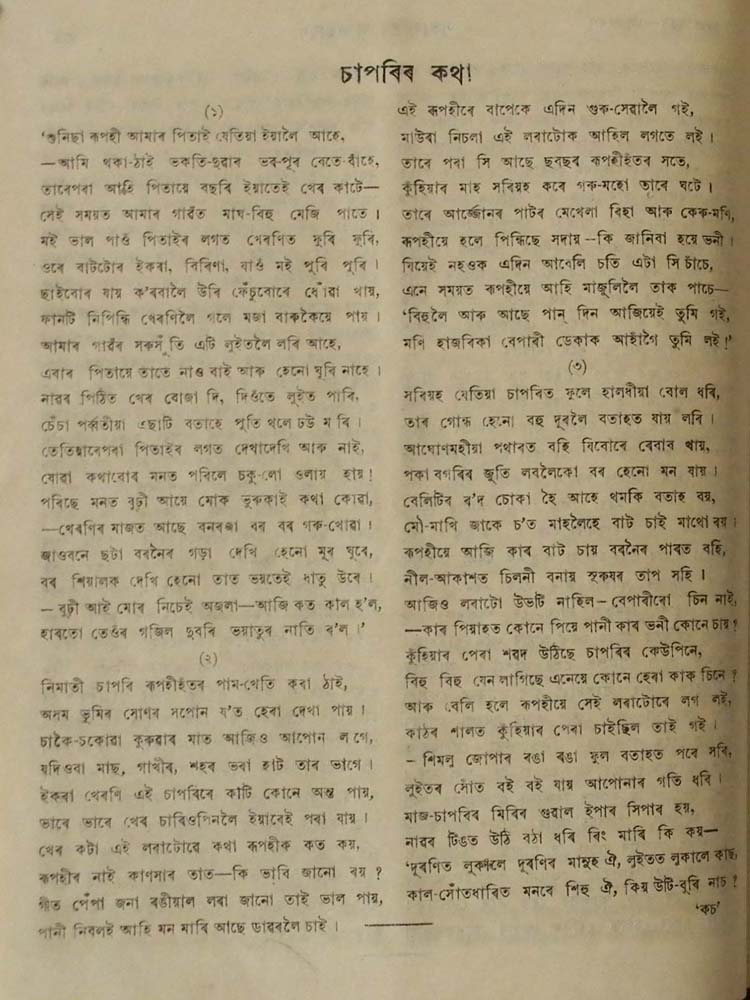 চাপৰিৰ কথা
(১)
'শুনিছা ৰূপহী আমাৰ পিতাই যেতিয়া ইয়ালৈ আহে,
—আমি থকা-ঠাই ভকতি-দুৱাৰ ভৰ-পূৰ বেতে-বাঁহে,
তাৰেপৰা আহি পিতায়ে বছৰি ইয়াতেই খেৰ কাটে—
সেই সময়ত আমাৰ গাৱঁত মাঘ-বিহু মেজি পাতে ।
মই ভাল পাওঁ পিতাইৰ লগত খেৰণিত ফুৰি ফুৰি,
ওৰে বাটটোৰ ইকৰা, বিৰিণা, যাওঁ মই পুৰি পুৰি ।
ছাইবোৰ যায় ক'ৰবালৈ উৰি ফেঁচুবোৰে ধোঁৱা খায়,
ফানটি নিপিন্ধি খেৰণিলৈ গলে মজা বাৰুকৈয়ে পায় ।
আমাৰ গাৱঁৰ সৰুসুঁতি এটি লুইতলৈ লৰি আহে,
এবাৰ পিতায়ে তাতে নাও বাই আৰু হেনো ঘুৰি নাহে ।
নাৱৰ পিঠিত খেৰ বোজা দি, দিওঁতে লুইত পাৰি,
চেঁচা পৰ্ব্বতীয়া এছাটি বতাহে পুতি থলে ঢউ মাৰি ।
তেতিয়াৰেপৰা পিতাইৰ লগত দেখাদেখি আৰু নাই,
যোৱা কথাবোৰ মনত পৰিলে চকু-লো ওলায় হায়!
পৰিছে মনত বুঢ়ী আয়ে মোক ভুৰুকাই কথা কোৱা,
—খেৰণিৰ মাজত আছে বনৰজা বৰ বৰ গৰু-খোৱা ।
জাওবনে ছটা বৰনৈৰ গড়া দেখি হেনো মূৰ ঘুৰে,
বৰ শিয়ালক দেখি হেনো তাত ভয়তেই ধাতু উৰে ।
– বুঢ়ী আই মোৰ নিচেই অজলা—আজি কত কাল হ'ল,
হাৰতো তেওঁৰ গজিল দুবৰি ভয়াতুৰ নাতি ৰ'ল ।'
(২)
নিমাতী চাপৰি ৰূপহীহঁতৰ পাম-খেতি কৰা ঠাই,
অসম ভুমিৰ সোণৰ সপোন য'ত হেৰা দেখা পায় ।
চাকৈ-চকোৱা কুৰুৱাৰ মাত আজিও আপোন লাগে,
যদিওবা মাছ, গাখীৰ, শহৰ ভৰা হাট তাৰ ভাগে ।
ইকৰা খেৰণি এই চাপৰিৰে কাটি কোনে অন্ত পায়,
ভাৰে ভাৰে খেৰ চাৰিওপিনলৈ ইয়াৰেই পৰা যায় ।
খেৰ কটা এই লৰাটোৱে কথা ৰূপহীক কত কয়,
ৰূপহীৰ নাই কাণসাৰ তাত—কি ভাবি জানো ৰয় ?
গীত পেঁপা জনা ৰঙীয়াল লৰা জানো তাই ভাল পায়,
পানী নিবলই আহি মন মাৰি আছে ডাৱৰলৈ চাই ।
এই ৰূপহীৰে বাপেকে এদিন গুৰু-সেৱালৈ গই,
মাউৰা নিচলা এই লৰাটোক আহিল লগতে লই ।
তাৰে পৰা সি আছে ছবছৰ ৰূপহীহঁতৰ সতে,
কুঁহিয়াৰ মাহ সৰিয়হ কৰে গৰু-মহো তাৰে ঘটে ।
তাৰে আৰ্জ্জোনৰ পাটৰ মেখেলা বিহা আৰু কেৰু-মণি,
ৰূপহীয়ে হলে পিন্ধিছে সদায়–কি জানিবা হয়ে ভনী ।
যিয়েই নহওক এদিন আবেলি চতি এটা সি চাঁচে,
এনে সময়ত ৰূপহীয়ে আহি মাজুলিলৈ তাক পাচে—
'বিহুলৈ আৰু আছে পান্ দিন আজিয়েই তুমি গই,
মণি হাজৰিকা বেপাৰী ডেকাক আহাঁগৈ তুমি লই!'
(৩)
সৰিয়হ যেতিয়া চাপৰিত ফুলে হালধীয়া বোল ধৰি,
তাৰ গোন্ধ হেনো বহু দূৰলৈ বতাহত যায় লৰি ।
আঘোণমহীয়া পথাৰত বহি যিবোৰে বেবাৰ খায়,
পকা বগৰিৰ জুতি লবলৈকো বৰ হেনো মন যায় ।
বেলিটিৰ ৰ'দ চোকা হৈ আহে থমকি বতাহ বয়,
মৌ-মাখি জাকে চ'ত মাহলৈহে বাট চাই মাথো ৰয় ।
ৰূপহীয়ে আজি কাৰ বাট চায় বৰনৈৰ পাৰত বহি,
নীল-আকাশত চিলনী বনায় সুৰুযৰ তাপ সহি ।
আজিও লৰাটো উভটি নাহিল–বেপাৰীৰো চিন নাই,
—কাৰ পিয়াহত কোনে পিয়ে পানী কাৰ ভনী কোনে চায় ?
কুঁহিয়াৰ পেৰা শৱদ উঠিছে চাপৰিৰ কেউপিনে,
বিহু বিহু যেন লাগিছে এনেয়ে কোনে হেৰা কাক চিনে ?
আৰু বেলি হলে ৰূপহীয়ে সেই লৰাটোৰে লগ লই,
কাঠৰ শালত কুঁহিয়াৰ পেৰা চাইছিল তাই গই ।
– শিমলু জোপাৰ ৰঙা ৰঙা ফুল বতাহত পৰে সৰি,
লুইতৰ সোঁত বই বই যায় আপোনাৰ গতি ধৰি ।
মাজ-চাপৰিৰ মিৰিৰ গুৱাল ইপাৰ সিপাৰ হয়,
নাৱৰ টিঙত উঠি বঠা ধৰি ৰিং মাৰি কি কয়—
'দূৰণিত লুকালে দূৰণিৰ মানুহ ঐ, লুইতত লুকালে কাছ,
কাল-সোঁতধাৰিত মনৰে শিহু ঐ, কিয় উটি-বুৰি নাচ ?
'কচ'